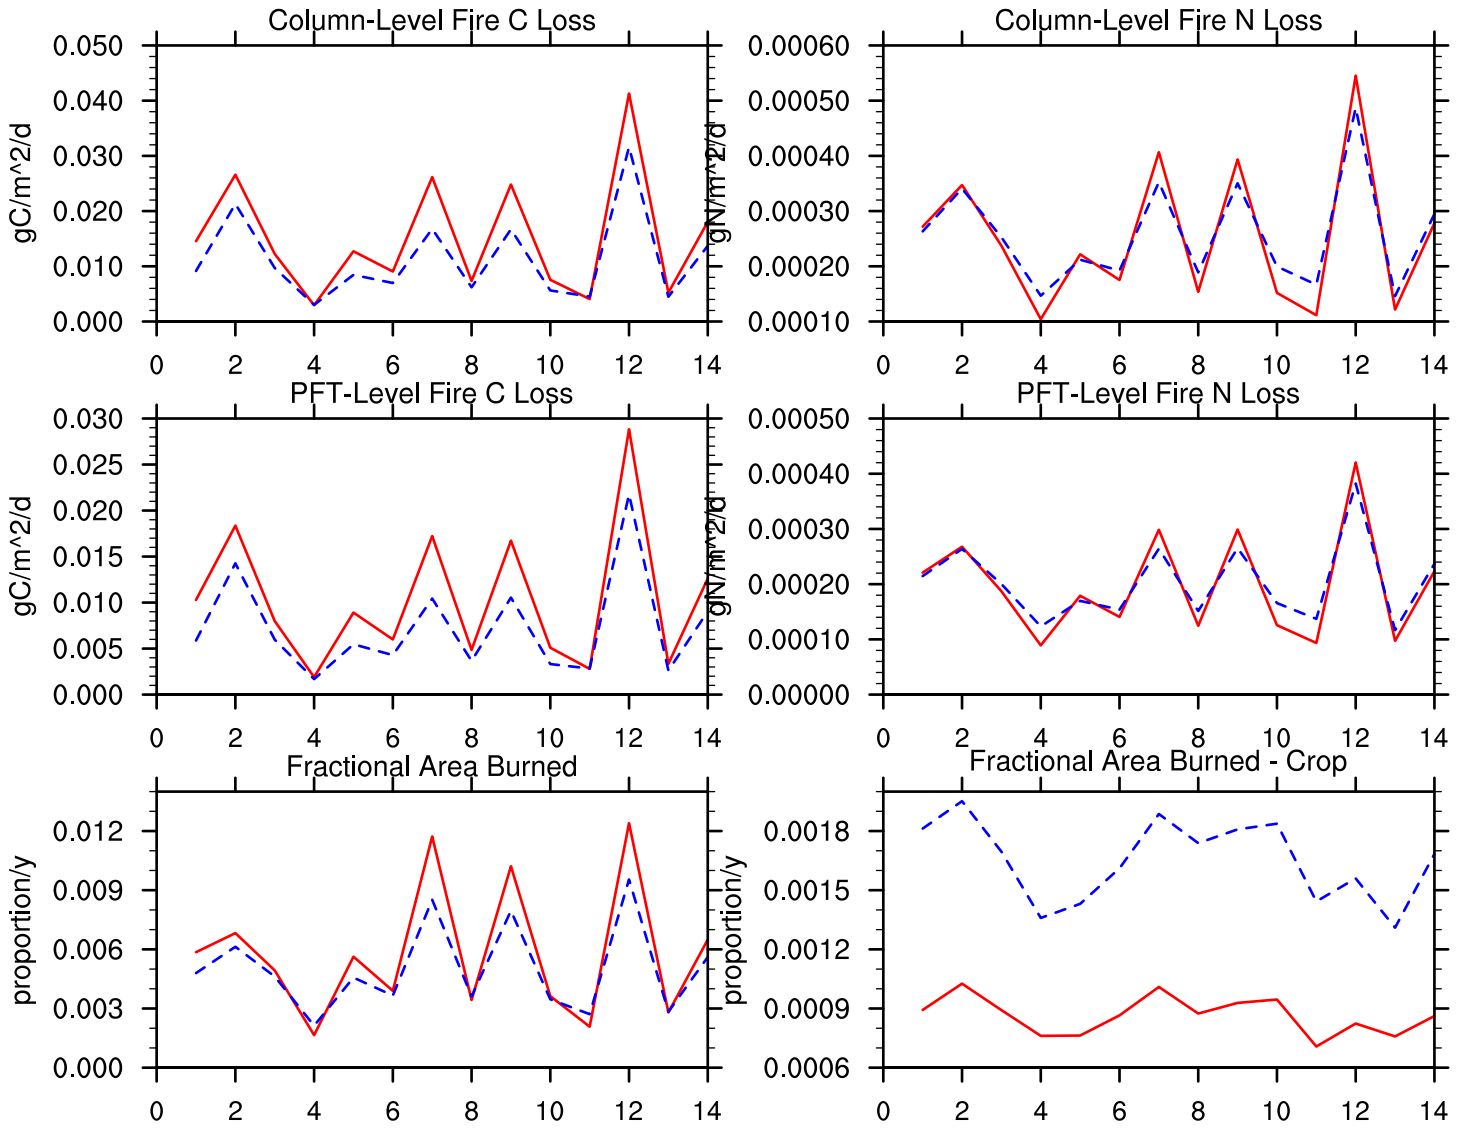 Column-Level Fire C Loss
gC/m^2/d
0.050
0.040
0.030
0.020
0.010
0.000
0 2 4 6 8 10 12 14
Column-Level Fire N Loss
gN/m^2/d
0.00060
0.00050
0.00040
0.00030
0.00020
0.00010
0 2 4 6 8 10 12 14
PFT-Level Fire C Loss
gC/m^2/d
0.030
0.025
0.020
0.015
0.010
0.005
0.000
0 2 4 6 8 10 12 14
PFT-Level Fire N Loss
gN/m^2/d
0.00050
0.00040
0.00030
0.00020
0.00010
0.00000
0 2 4 6 8 10 12 14
Fractional Area Burned
proportion/y
0.012
0.009
0.006
0.003
0.000
0 2 4 6 8 10 12 14
Fractional Area Burned - Crop
proportion/y
0.0018
0.0015
0.0012
0.0009
0.0006
0 2 4 6 8 10 12 14